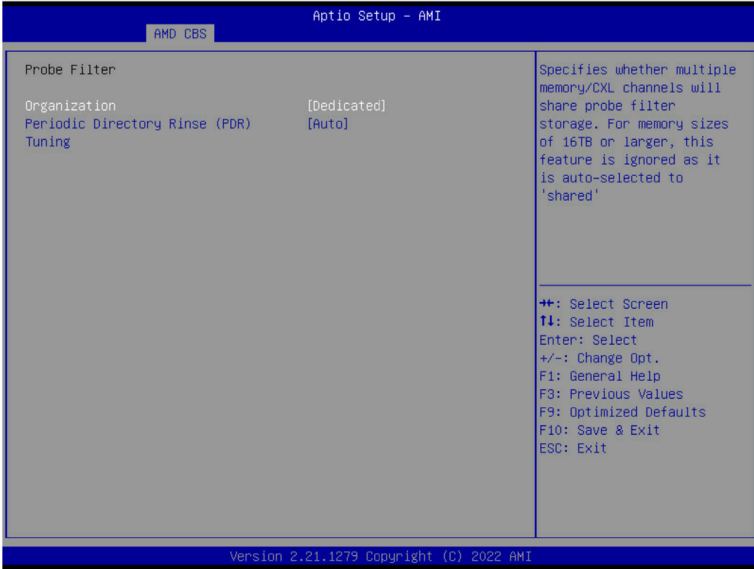 Aptio Setup - AMI
AMD CBS
Probe Filter
Organization [Dedicated]
Periodic Directory Rinse (PDR) [Auto]
Tuning
Specifies whether multiple
memory/CXL channels will
share probe filter
storage. For memory sizes
of 16TB or larger, this
feature is ignored as it
is auto-selected to
'shared'
→←: Select Screen
↑↓: Select Item
Enter: Select
+/-: Change Opt.
F1: General Help
F3: Previous Values
F9: Optimized Defaults
F10: Save & Exit
ESC: Exit
Version 2.21.1279 Copyright (C) 2022 AMI